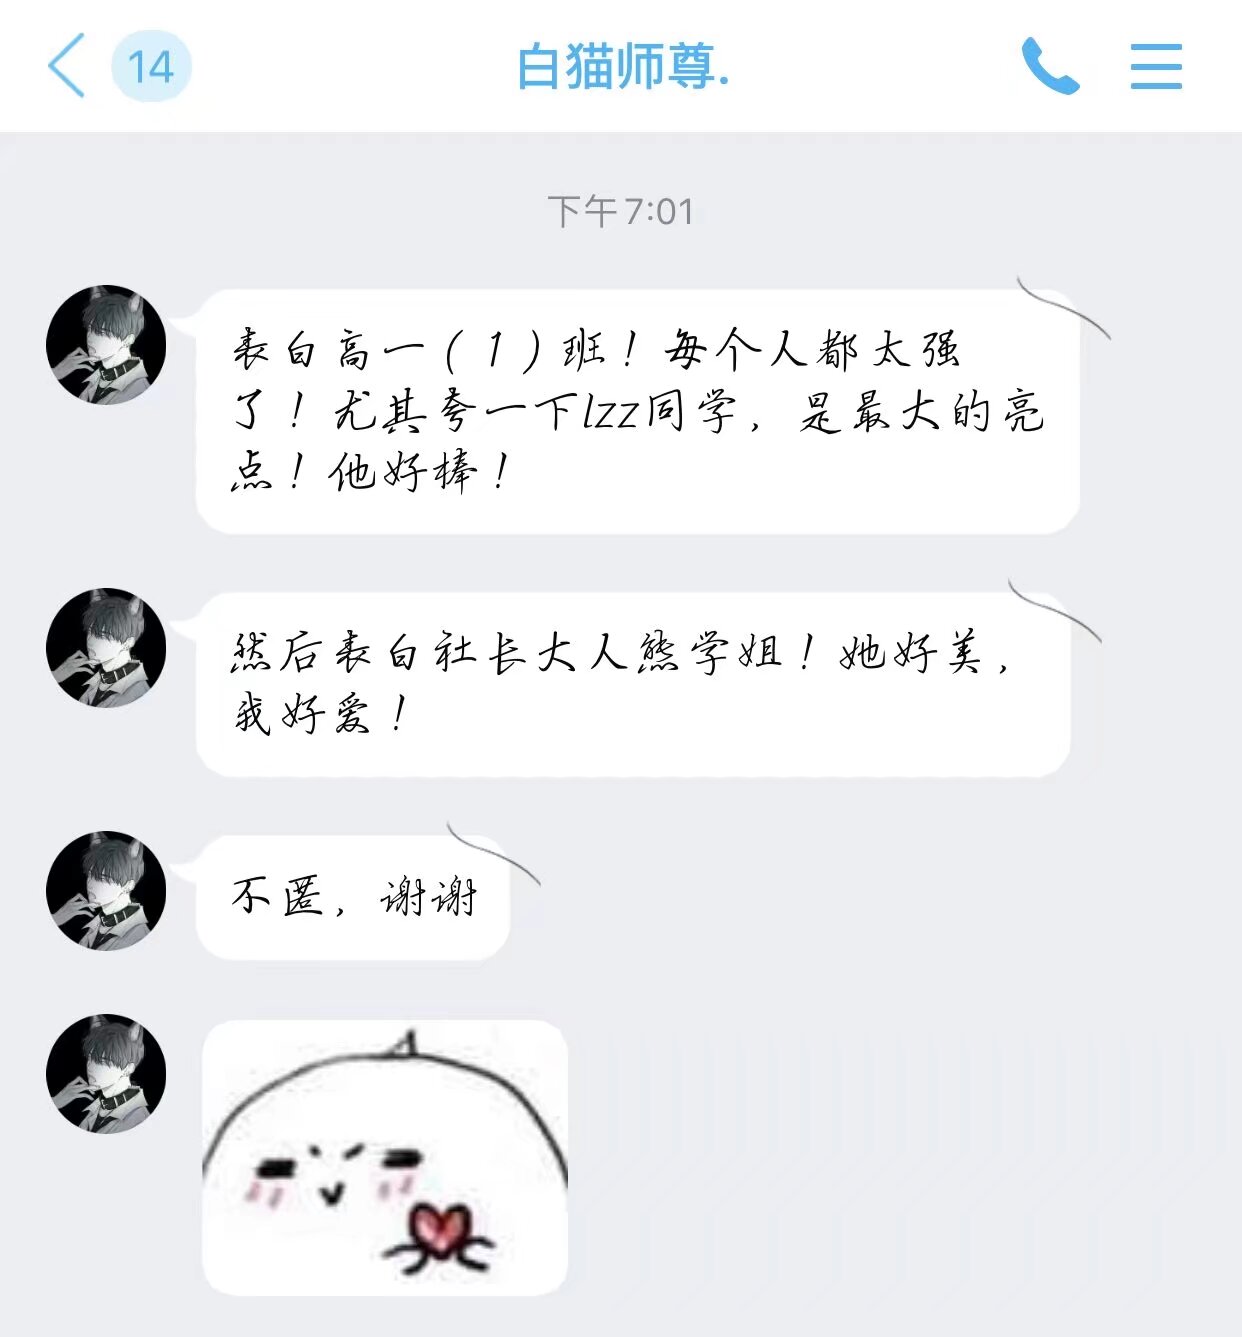 14
白猫师尊.
下午 7:01
表白高一（1）班！每个人都太强
了！尤其夸一下lzz同学，是最大的亮
点！他好棒！
然后表白社长大人熊学姐！她好美，
我好爱！
不匿，谢谢